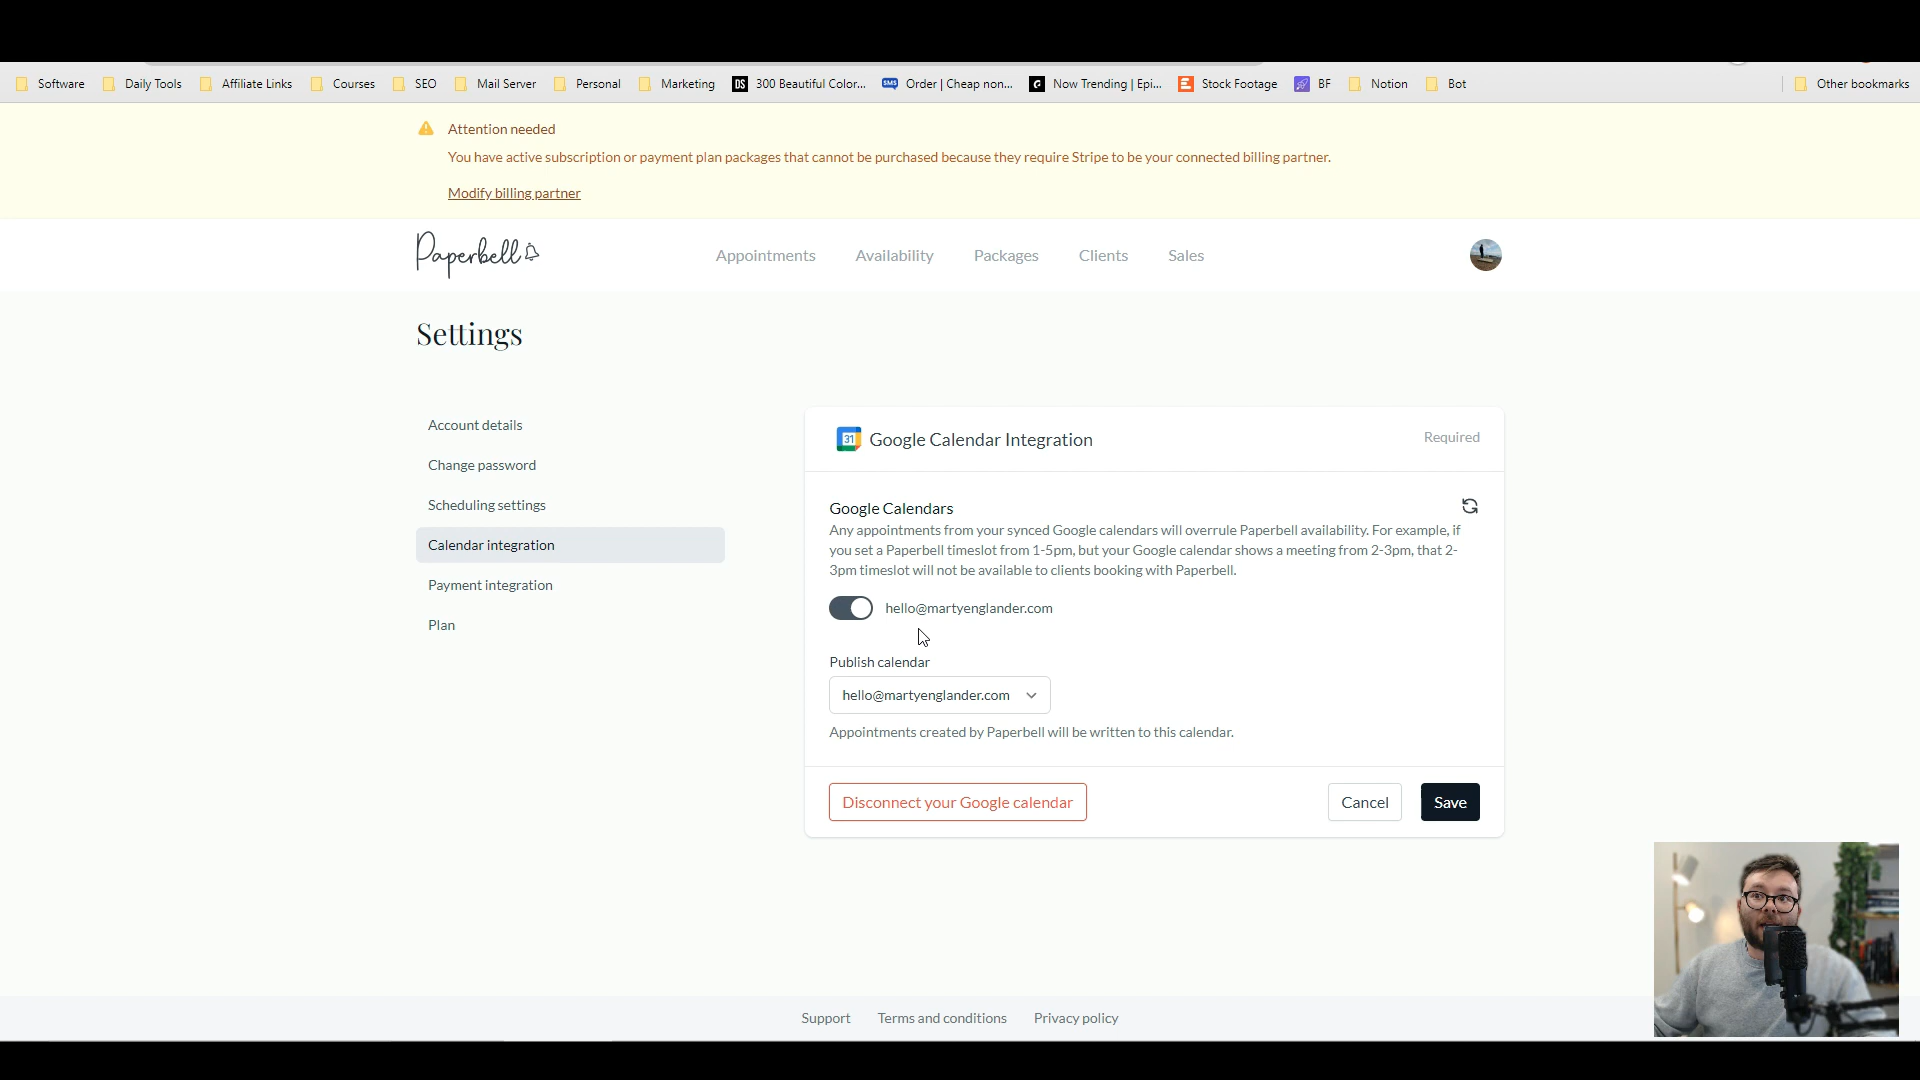 Software Daily Tools Affiliate Links Courses SEO Mail Server Personal Marketing DS 300 Beautiful Color... SMS Order | Cheap non... Now Trending | Epi... Stock Footage BF Notion Bot Other bookmarks
Attention needed
You have active subscription or payment plan packages that cannot be purchased because they require Stripe to be your connected billing partner.
Modify billing partner
Paperbell Appointments Availability Packages Clients Sales
Settings
Account details
Change password
Scheduling settings
Calendar integration
Payment integration
Plan
31 Google Calendar Integration Required
Google Calendars
Any appointments from your synced Google calendars will overrule Paperbell availability. For example, if
you set a Paperbell timeslot from 1-5pm, but your Google calendar shows a meeting from 2-3pm, that 2-
3pm timeslot will not be available to clients booking with Paperbell.
hello@martyenglander.com
Publish calendar
hello@martyenglander.com
Appointments created by Paperbell will be written to this calendar.
Disconnect your Google calendar Cancel Save
Support Terms and conditions Privacy policy